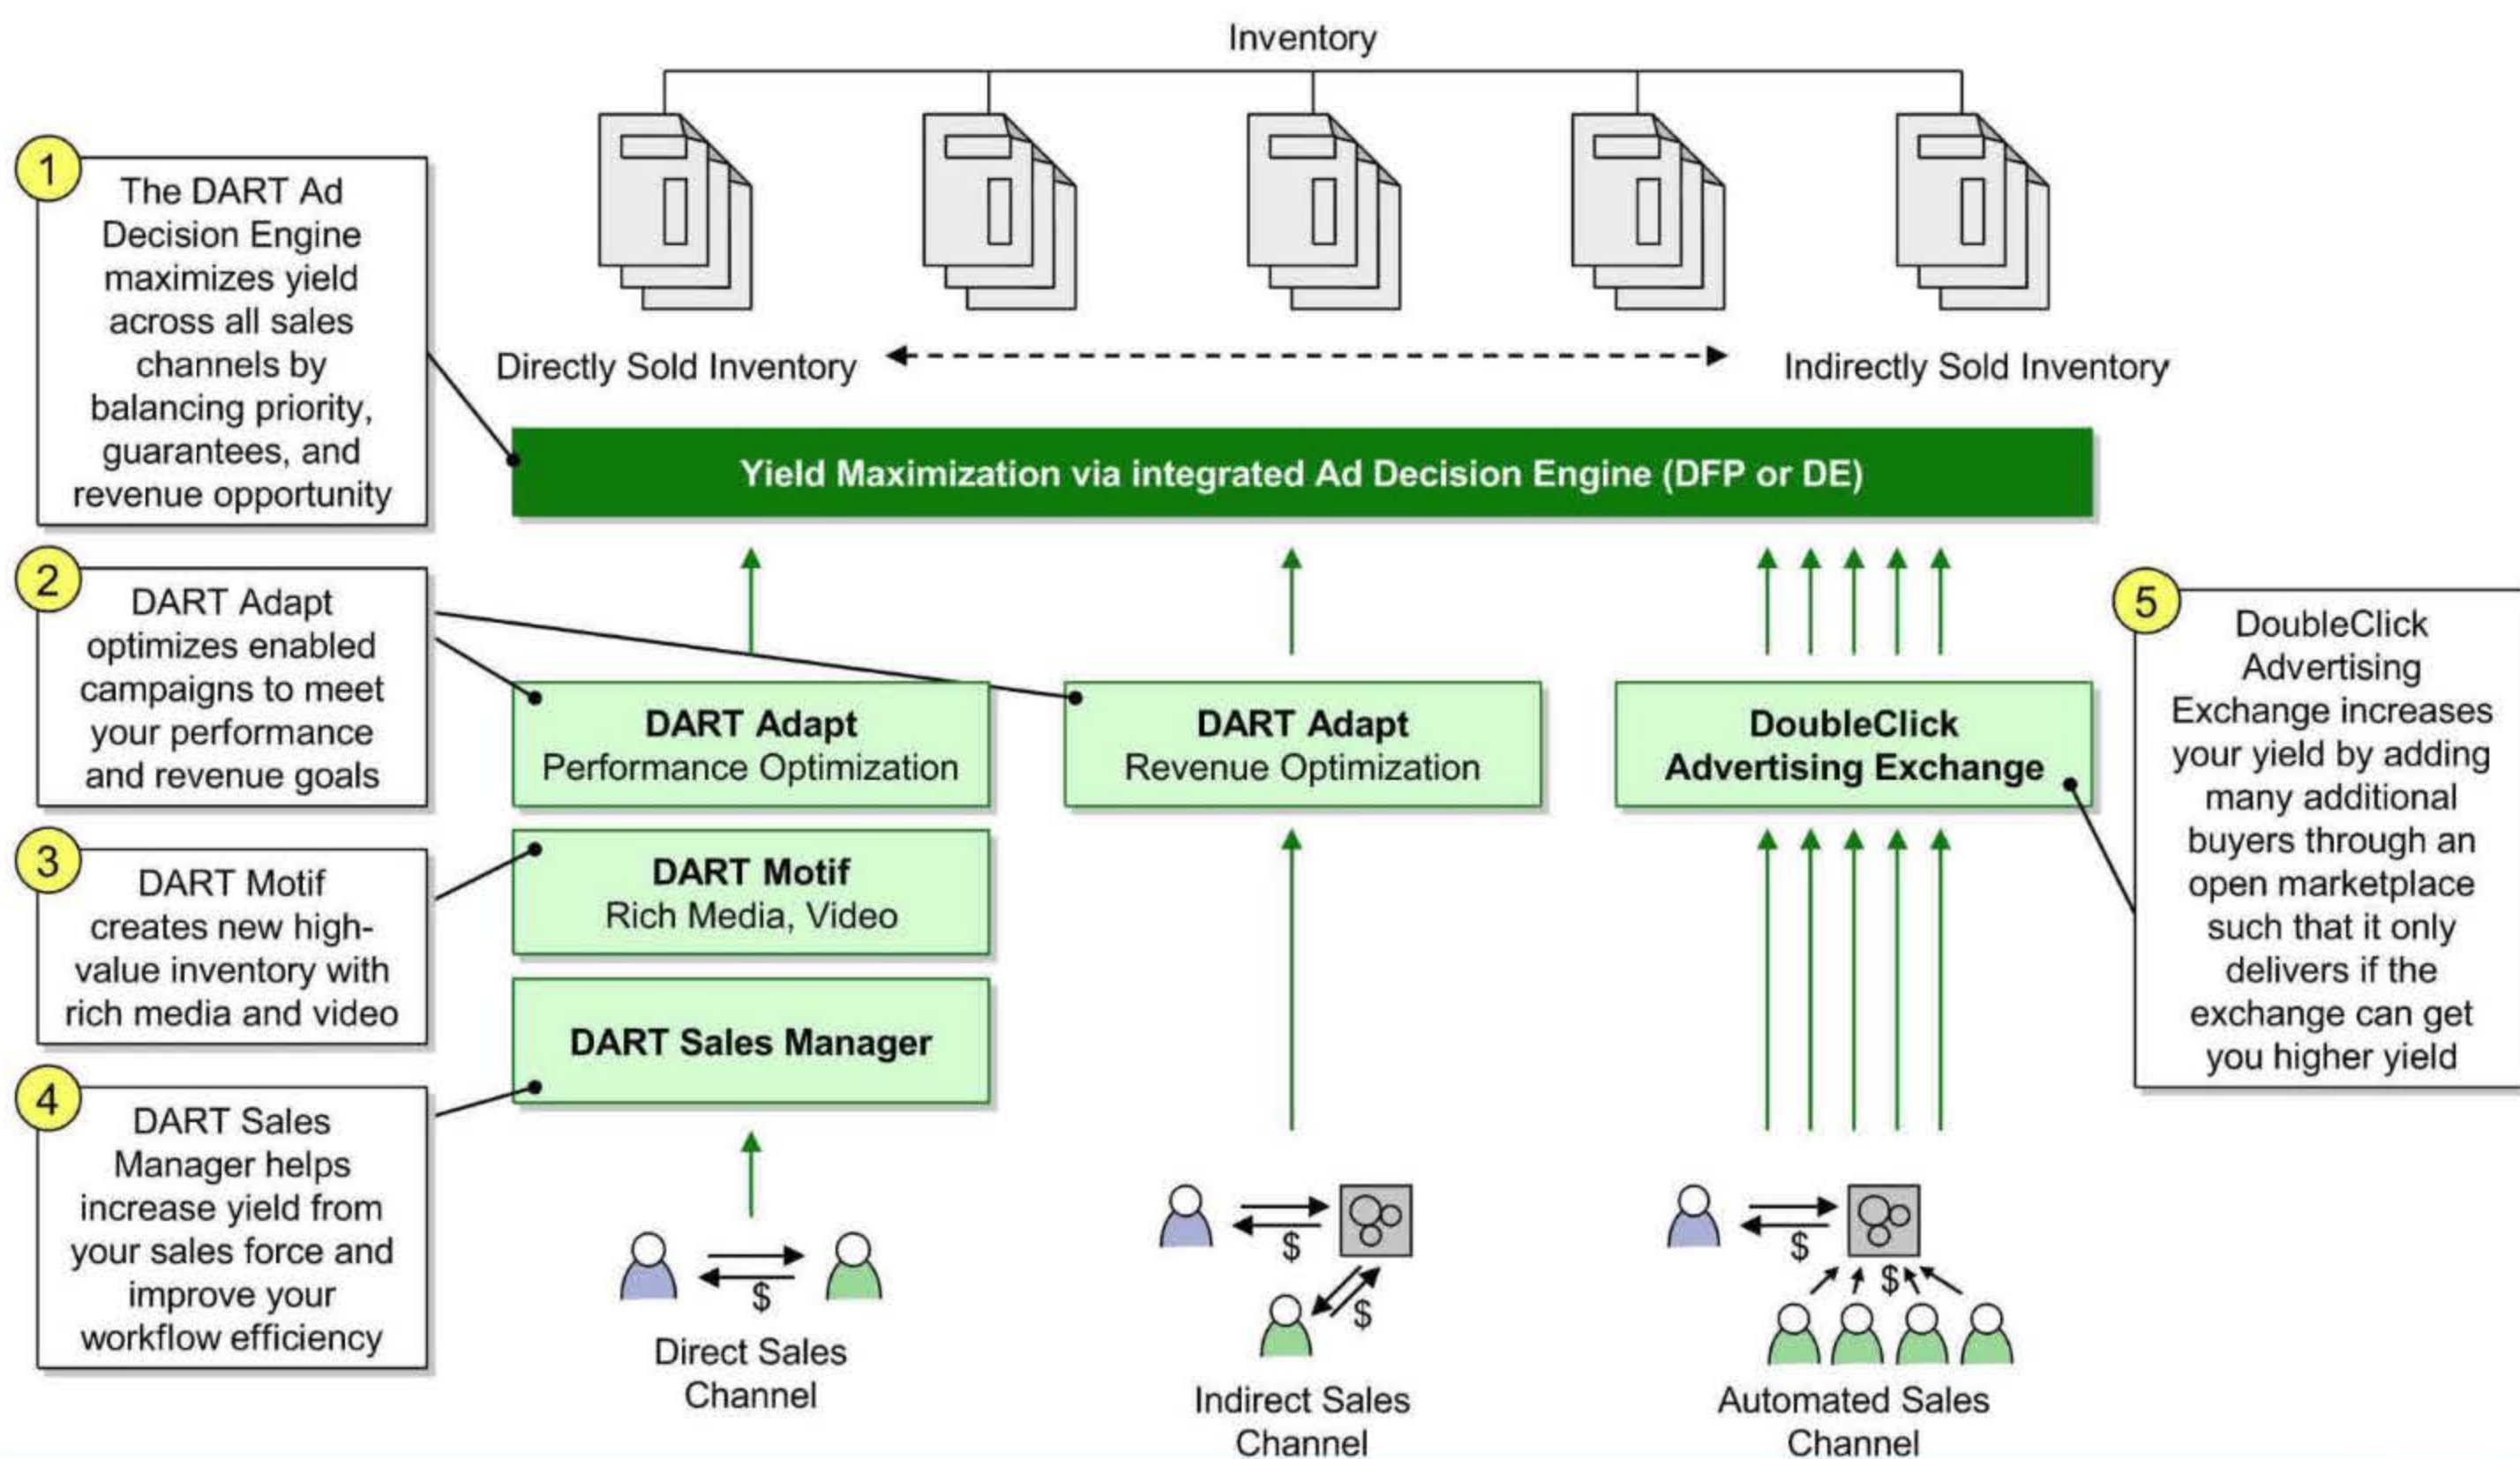 Inventory
Directly Sold Inventory
Indirectly Sold Inventory
1
The DART Ad
Decision Engine
maximizes yield
across all sales
channels by
balancing priority,
guarantees, and
revenue opportunity
Yield Maximization via integrated Ad Decision Engine (DFP or DE)
2
DART Adapt
optimizes enabled
campaigns to meet
your performance
and revenue goals
DART Adapt
Performance Optimization
DART Adapt
Revenue Optimization
DoubleClick
Advertising Exchange
5
DoubleClick
Advertising
Exchange increases
your yield by adding
many additional
buyers through an
open marketplace
such that it only
delivers if the
exchange can get
you higher yield
3
DART Motif
creates new high-
value inventory with
rich media and video
DART Motif
Rich Media, Video
DART Sales Manager
4
DART Sales
Manager helps
increase yield from
your sales force and
improve your
workflow efficiency
$
Direct Sales
Channel
$
$
Indirect Sales
Channel
$
$
Automated Sales
Channel